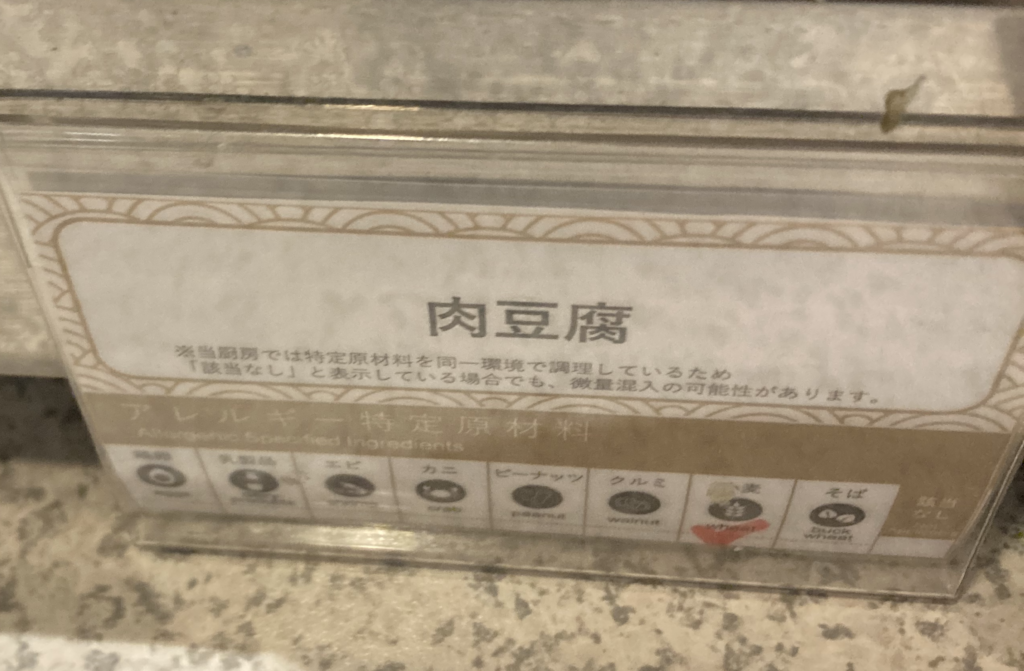 肉豆腐
※当厨房では特定原材料を同一環境で調理しているため
「該当なし」と表示している場合でも、微量混入の可能性があります。
アレルギー特定原材料
Allergenic Specified Ingredients
乳製品 エビ カニ ピーナッツ クルミ 小麦 そば
crab peanut walnut wheat Buck wheat
該当なし